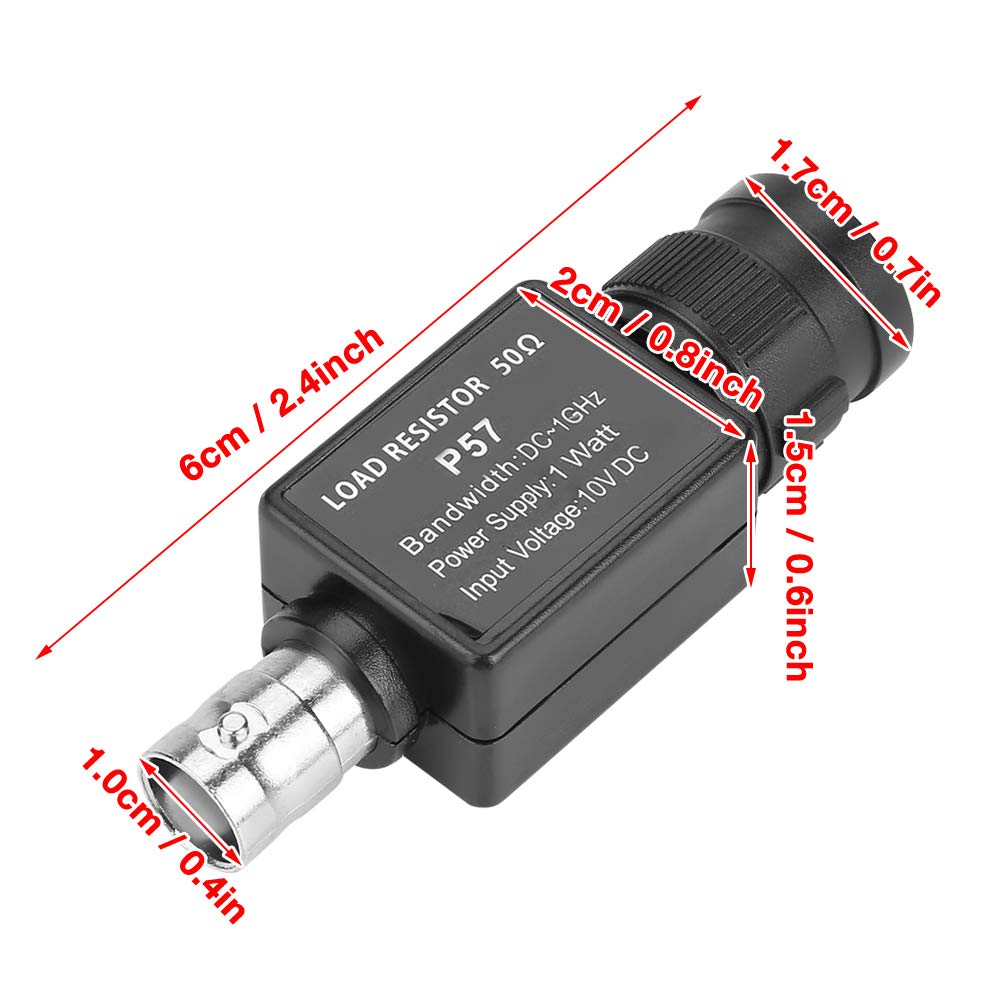 1.7cm / 0.7in
2cm / 0.8inch
6cm / 2.4inch
LOAD RESISTOR 50Ω
P57
Bandwidth:DC~1GHz
Power Supply:1 Watt
Input Voltage:10V DC
1.5cm / 0.6inch
1.0cm / 0.4in